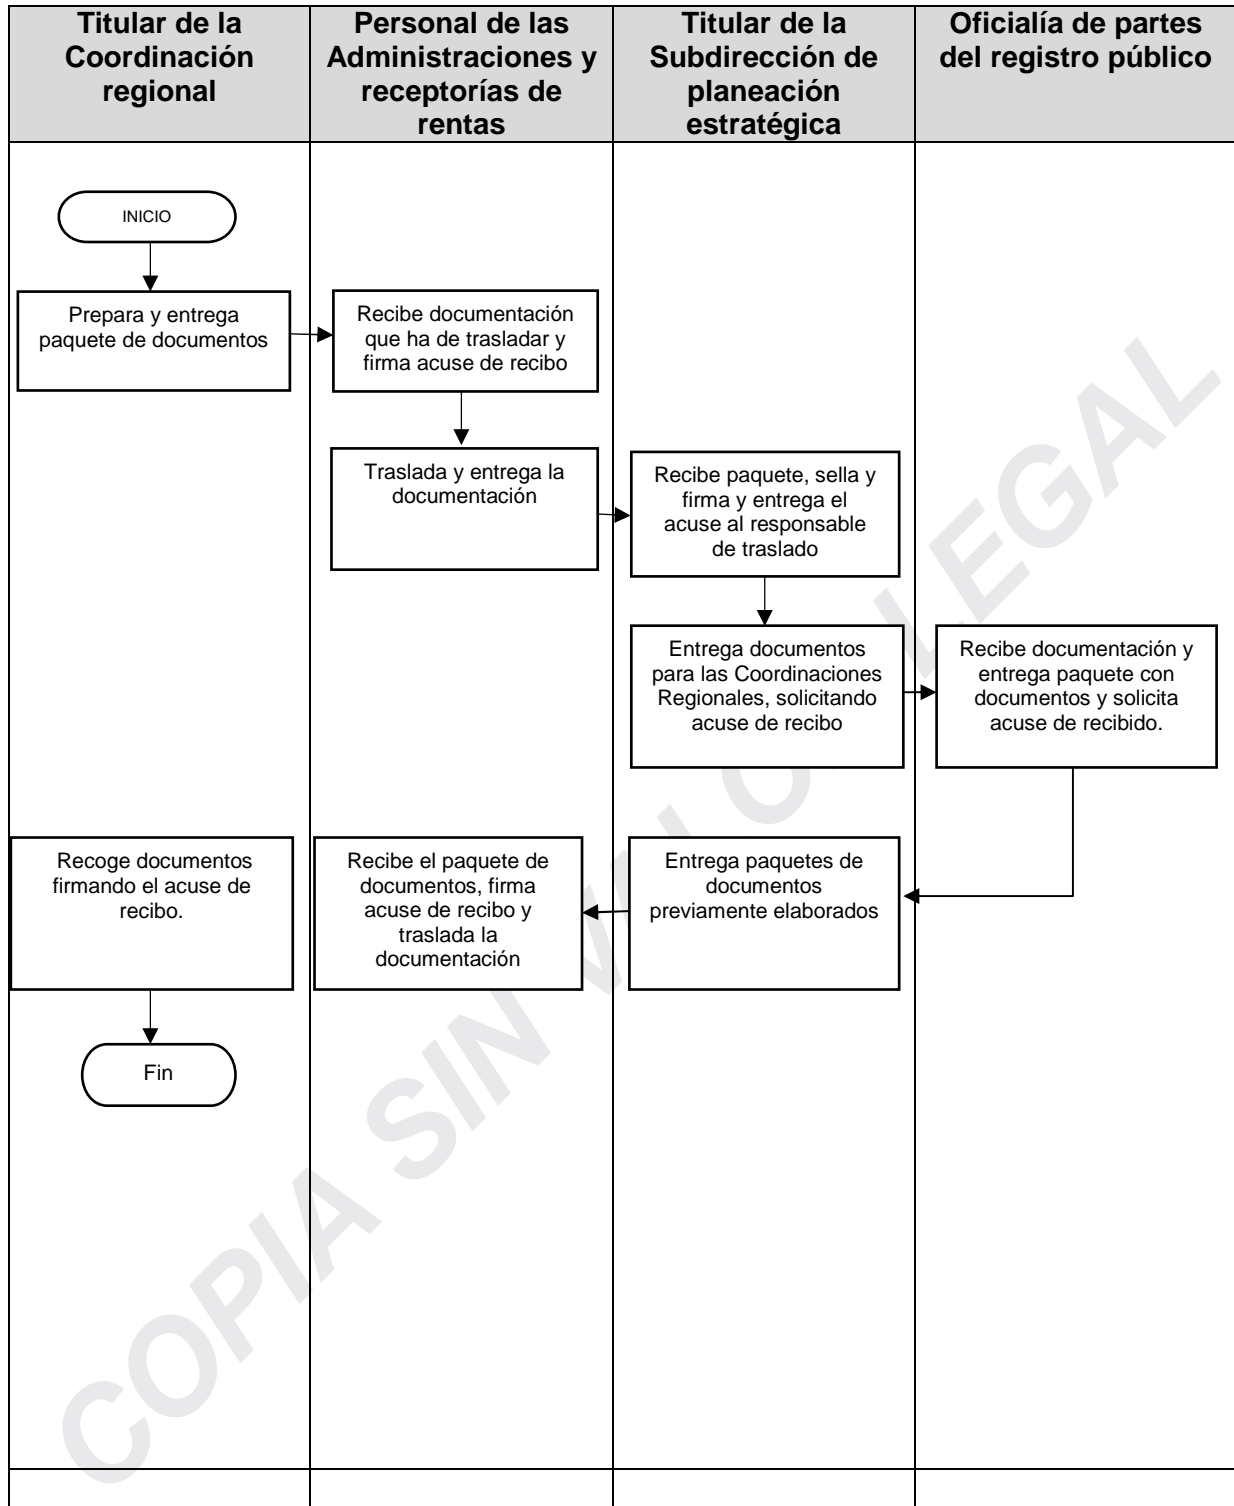 Titular de la
Coordinación
regional
Personal de las
Administraciones y
receptorías de
rentas
Titular de la
Subdirección de
planeación
estratégica
Oficialía de partes
del registro público
INICIO
Prepara y entrega
paquete de documentos
Recibe documentación
que ha de trasladar y
firma acuse de recibo
Traslada y entrega la
documentación
Recibe paquete, sella y
firma y entrega el
acuse al responsable
de traslado
Entrega documentos
para las Coordinaciones
Regionales, solicitando
acuse de recibo
Recibe documentación y
entrega paquete con
documentos y solicita
acuse de recibido.
Entrega paquetes de
documentos
previamente elaborados
Recibe el paquete de
documentos, firma
acuse de recibo y
traslada la
documentación
Recoge documentos
firmando el acuse de
recibo.
Fin
COPIA SIN VALOR LEGAL